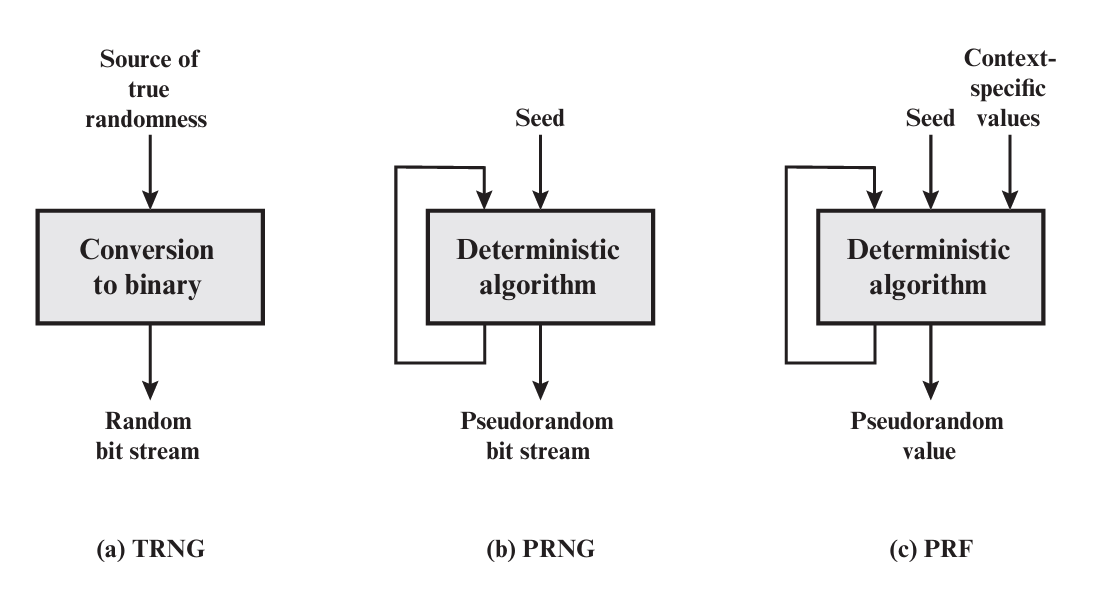 Source of
true
randomness
Conversion
to binary
Random
bit stream
(a) TRNG
Seed
Deterministic
algorithm
Pseudorandom
bit stream
(b) PRNG
Context-
specific
values
Seed
Deterministic
algorithm
Pseudorandom
value
(c) PRF